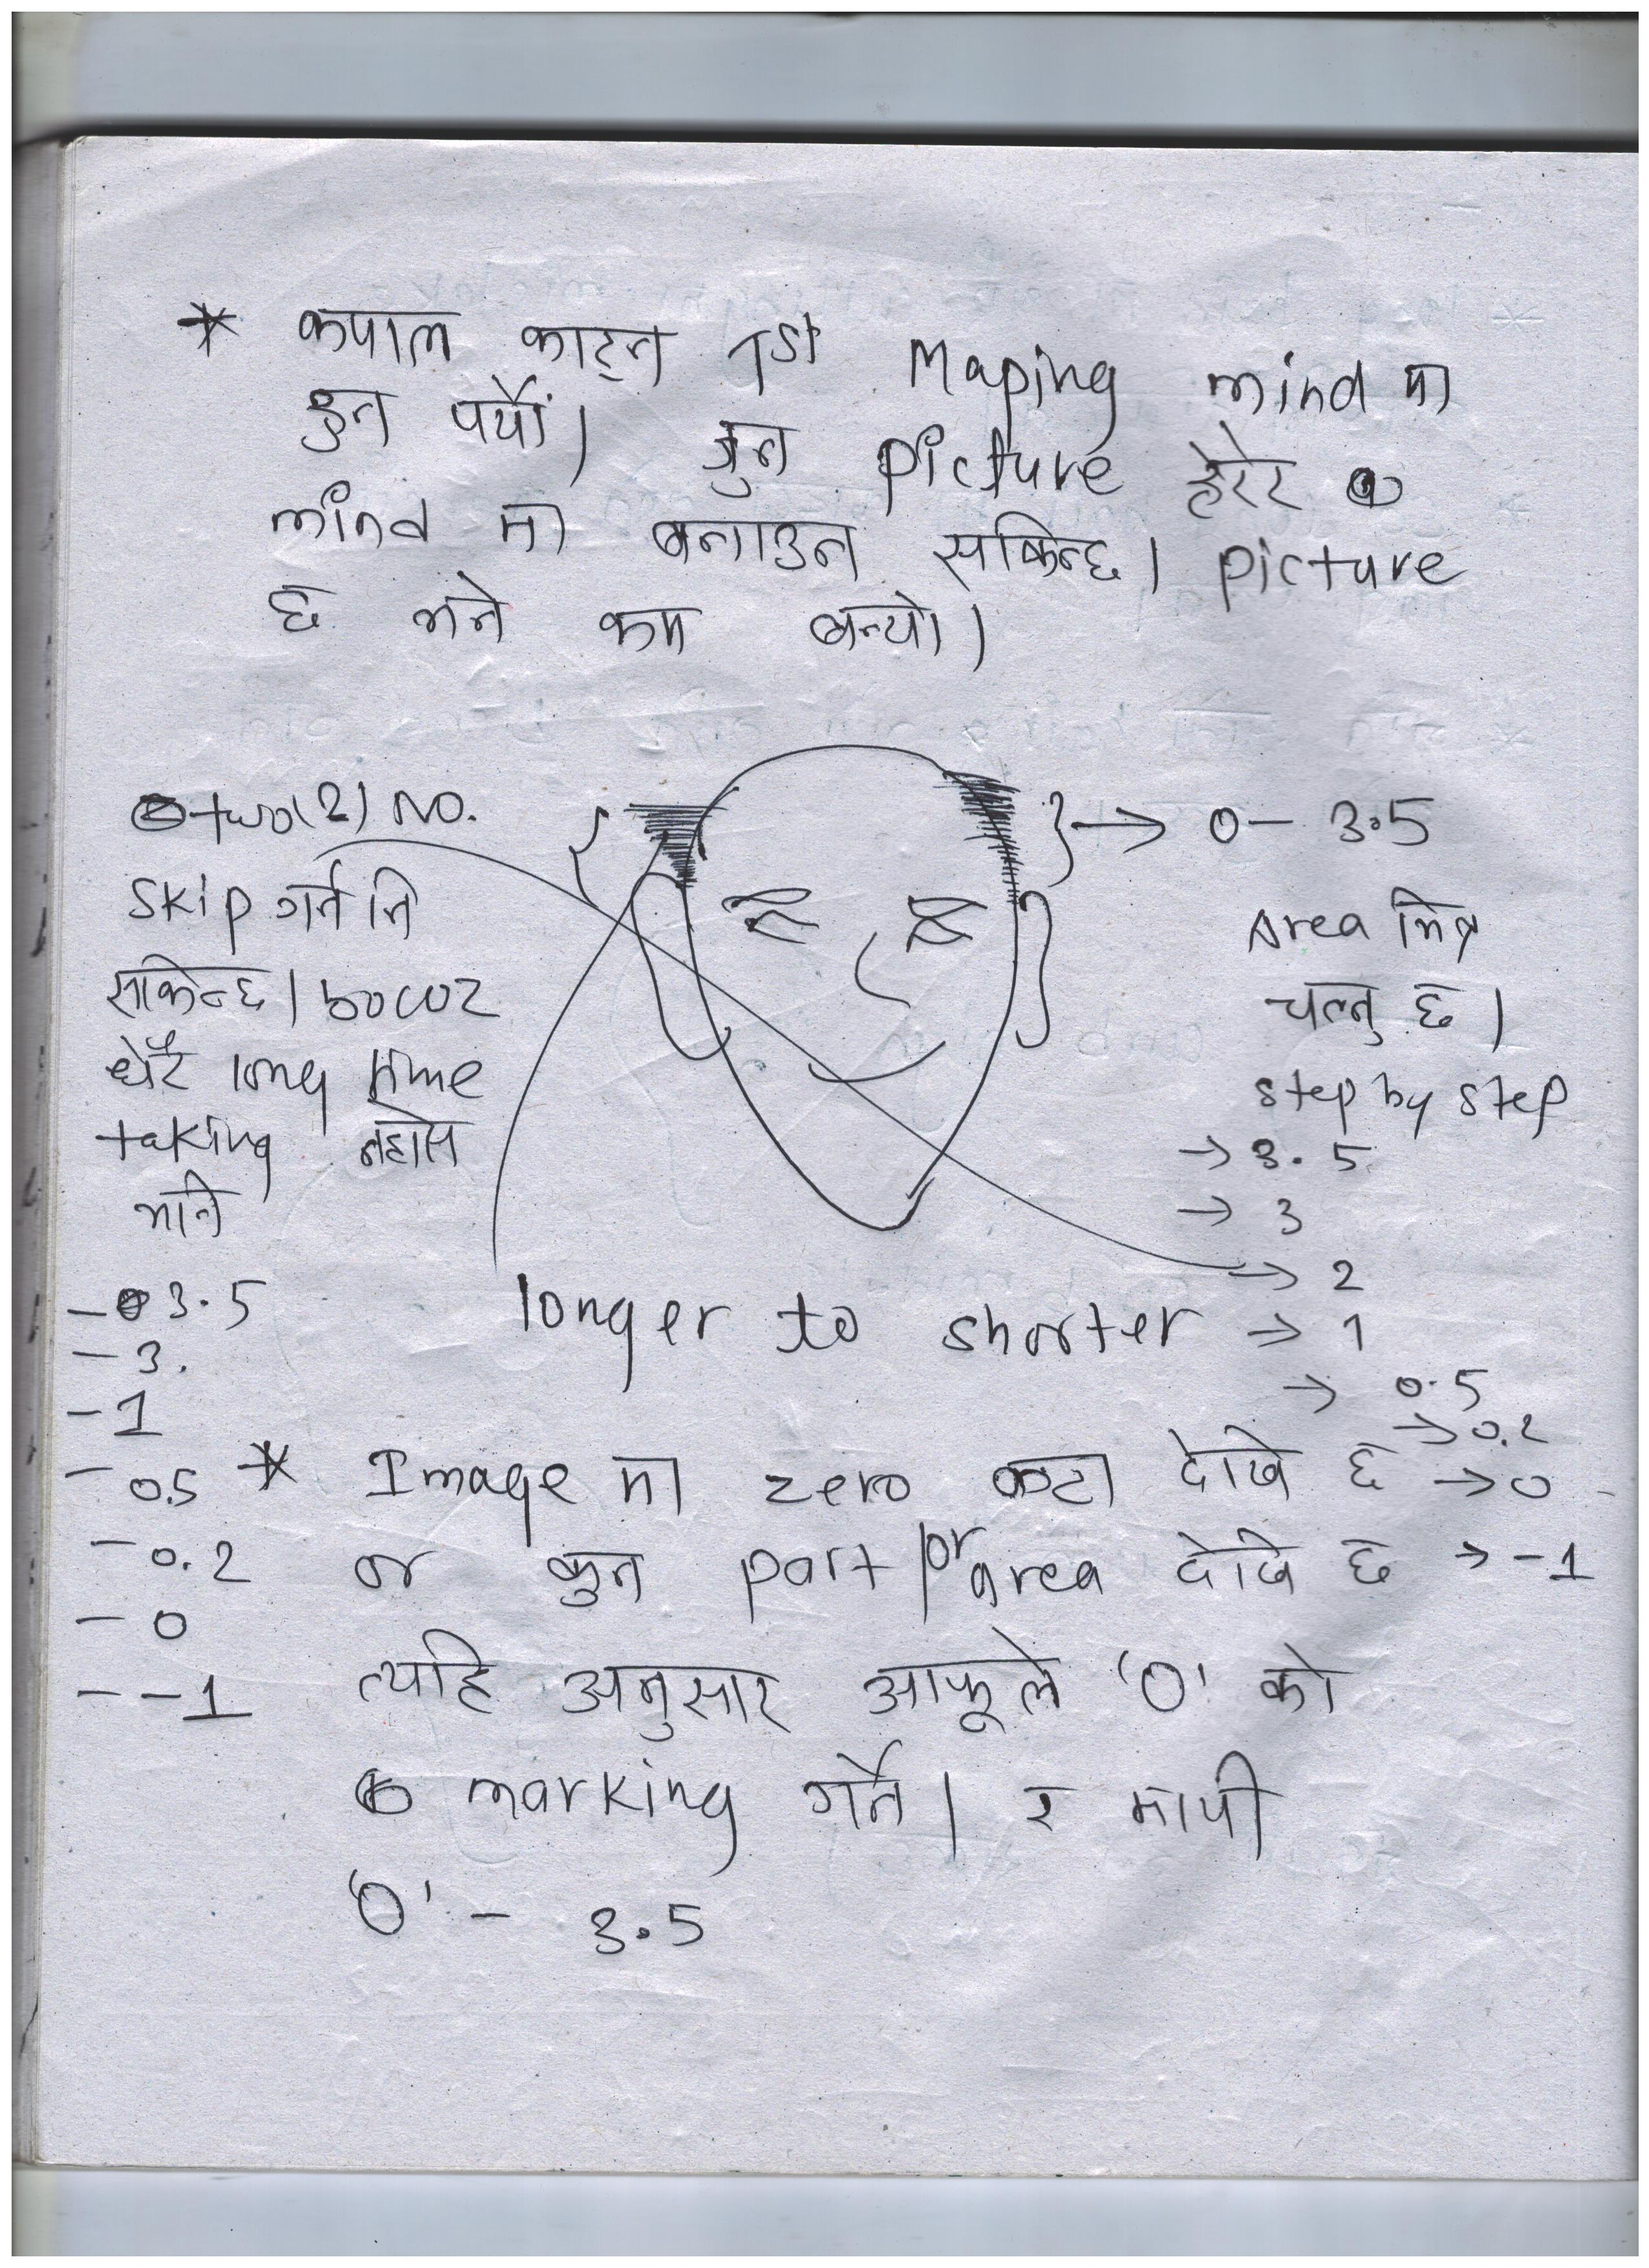 * कपाल काट्न 1st Maping mind मा
हुन पर्यो। जुन picture हेरेर
mind मा बनाउन सकिन्छ। picture
छ भने कम बन्यो।
two(2) NO.
skip गर्न नि
सकिन्छ। becoz
धेरै long time
taking नहोस
भनि
- 3.5
- 3.
- 1
- 0.5
- 0.2
- 0
- -1
→ 0 - 3.5
Area भित्र
चल्नु छ।
step by step
→ 3.5
→ 3
→ 2
→ 1
→ 0.5
→ 0.2
→ 0
→ -1
longer to shorter
* Image मा zero कटा देखि छ
or कुन part/or area देखि छ
त्यहि अनुसार आफूले '0' को
marking गर्ने। र माथी
'0' - 3.5